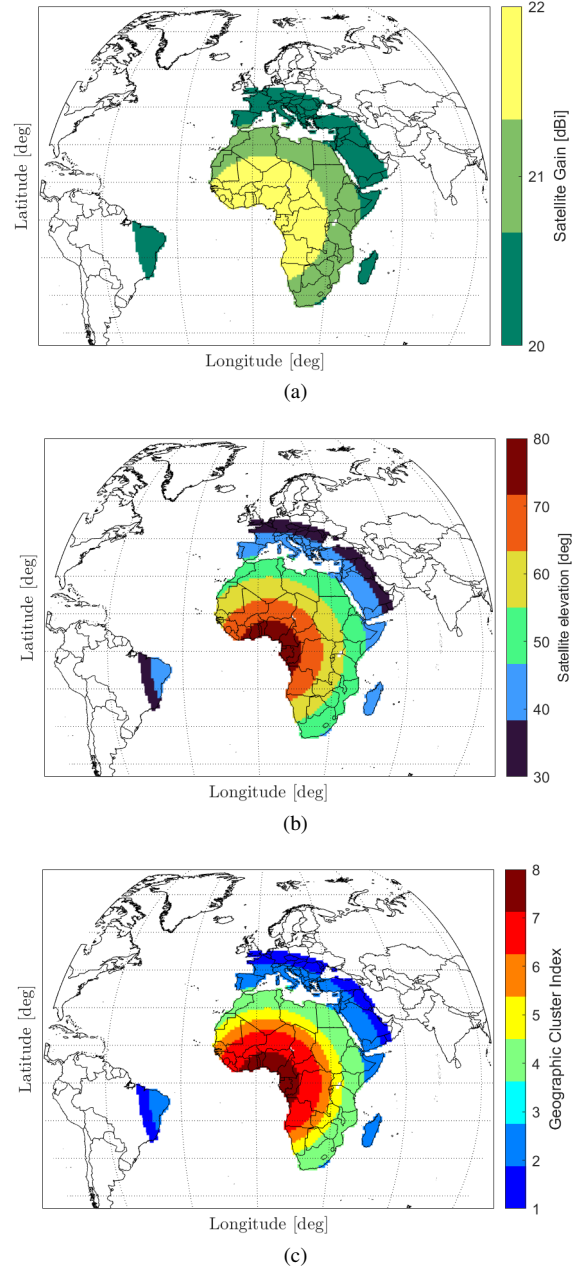 22
21
20
Satellite Gain [dBi]
Latitude [deg]
Longitude [deg]
(a)
80
70
60
50
40
30
Satellite elevation [deg]
Latitude [deg]
Longitude [deg]
(b)
8
7
6
5
4
3
2
1
Geographic Cluster Index
Latitude [deg]
Longitude [deg]
(c)